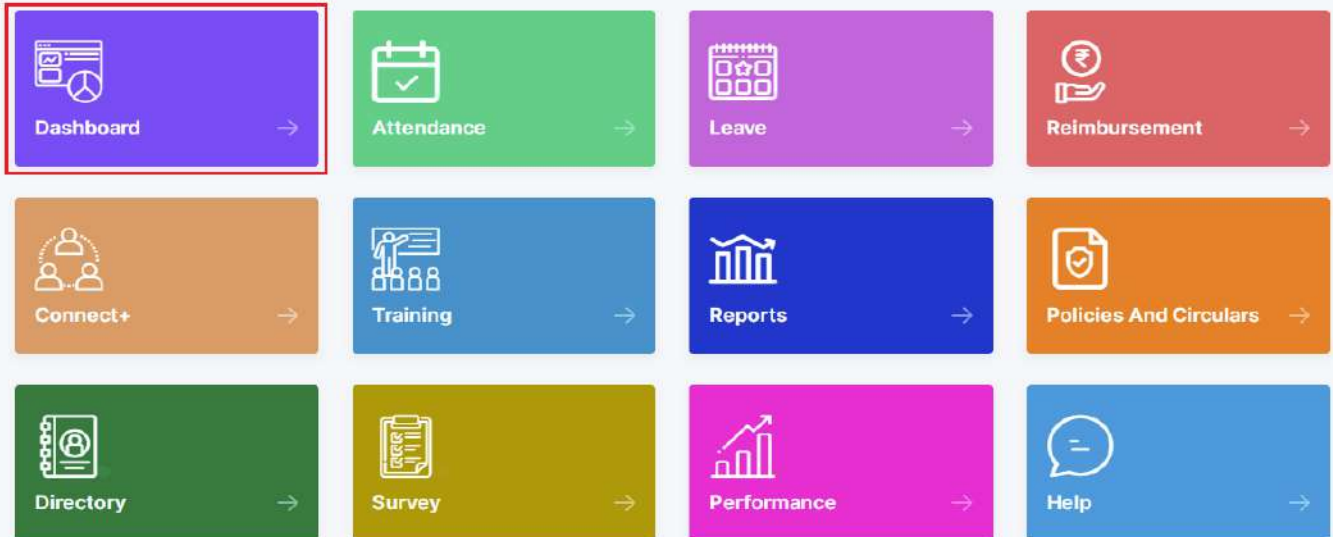 Dashboard
Attendance
Leave
Reimbursement
Connect+
Training
Reports
Policies And Circulars
Directory
Survey
Performance
Help